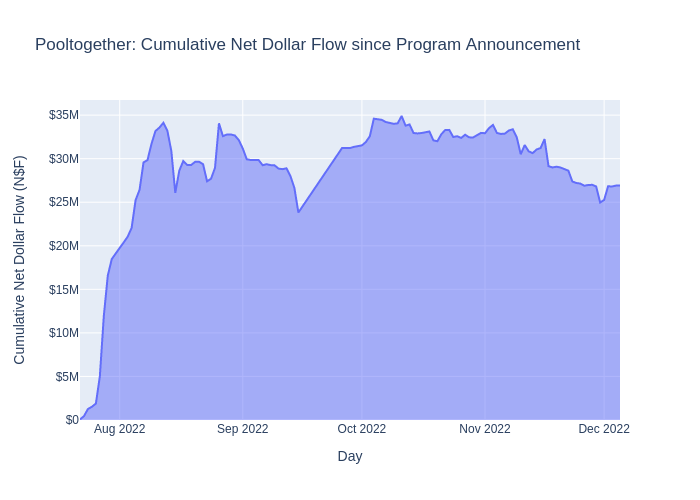 Pooltogether: Cumulative Net Dollar Flow since Program Announcement
Cumulative Net Dollar Flow (N$F)
$35M
$30M
$25M
$20M
$15M
$10M
$5M
$0
Aug 2022
Sep 2022
Oct 2022
Nov 2022
Dec 2022
Day